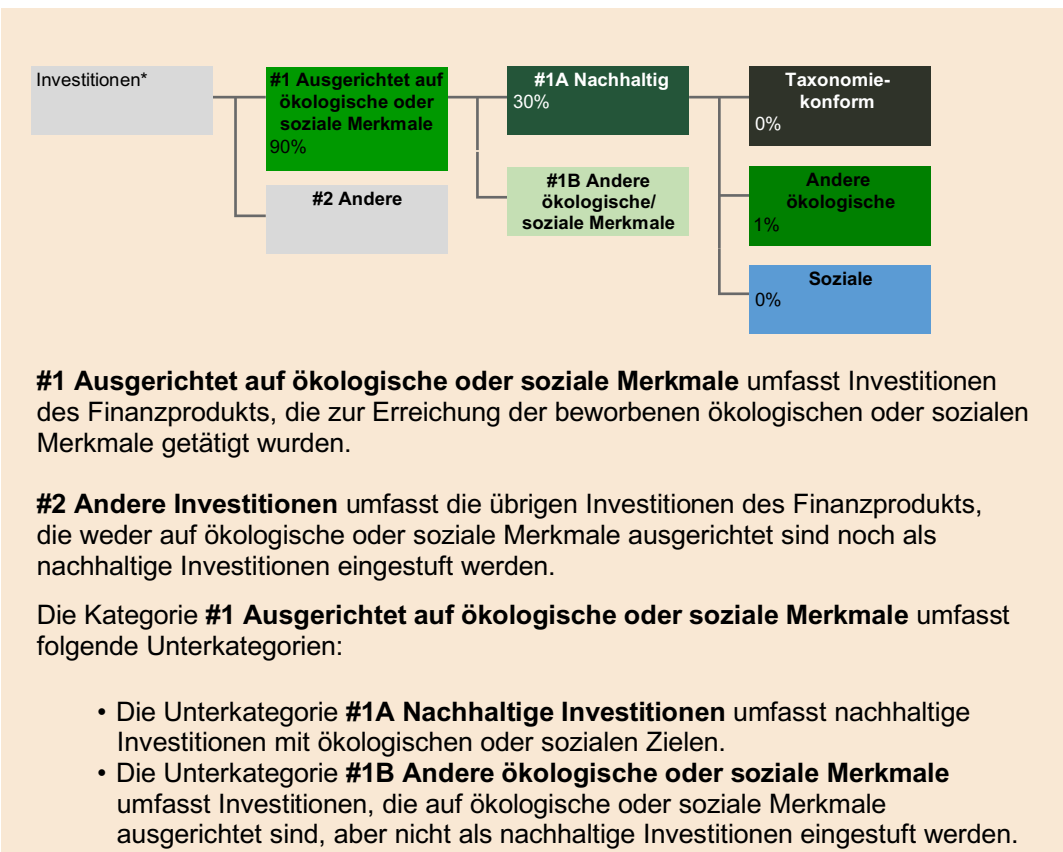 Investitionen*
#1 Ausgerichtet auf
ökologische oder
soziale Merkmale
90%
#2 Andere
#1A Nachhaltig
30%
#1B Andere
ökologische/
soziale Merkmale
Taxonomie-
konform
0%
Andere
ökologische
1%
Soziale
0%
#1 Ausgerichtet auf ökologische oder soziale Merkmale umfasst Investitionen
des Finanzprodukts, die zur Erreichung der beworbenen ökologischen oder sozialen
Merkmale getätigt wurden.
#2 Andere Investitionen umfasst die übrigen Investitionen des Finanzprodukts,
die weder auf ökologische oder soziale Merkmale ausgerichtet sind noch als
nachhaltige Investitionen eingestuft werden.
Die Kategorie #1 Ausgerichtet auf ökologische oder soziale Merkmale umfasst
folgende Unterkategorien:
• Die Unterkategorie #1A Nachhaltige Investitionen umfasst nachhaltige
Investitionen mit ökologischen oder sozialen Zielen.
• Die Unterkategorie #1B Andere ökologische oder soziale Merkmale
umfasst Investitionen, die auf ökologische oder soziale Merkmale
ausgerichtet sind, aber nicht als nachhaltige Investitionen eingestuft werden.